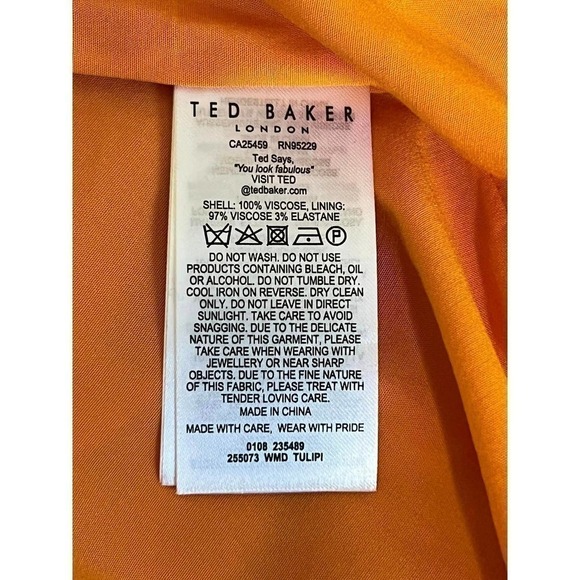 TED BAKER
LONDON
CA25459 RN95229
Ted Says,
"You look fabulous"
VISIT TED
@tedbaker.com
SHELL: 100% VISCOSE, LINING:
97% VISCOSE 3% ELASTANE
P
DO NOT WASH. DO NOT USE
PRODUCTS CONTAINING BLEACH, OIL
OR ALCOHOL. DO NOT TUMBLE DRY.
COOL IRON ON REVERSE. DRY CLEAN
ONLY. DO NOT LEAVE IN DIRECT
SUNLIGHT. TAKE CARE TO AVOID
SNAGGING. DUE TO THE DELICATE
NATURE OF THIS GARMENT, PLEASE
TAKE CARE WHEN WEARING WITH
JEWELLERY OR NEAR SHARP
OBJECTS. DUE TO THE FINE NATURE
OF THIS FABRIC, PLEASE TREAT WITH
TENDER LOVING CARE.
MADE IN CHINA
MADE WITH CARE, WEAR WITH PRIDE
0108 235489
255073 WMD TULIPI